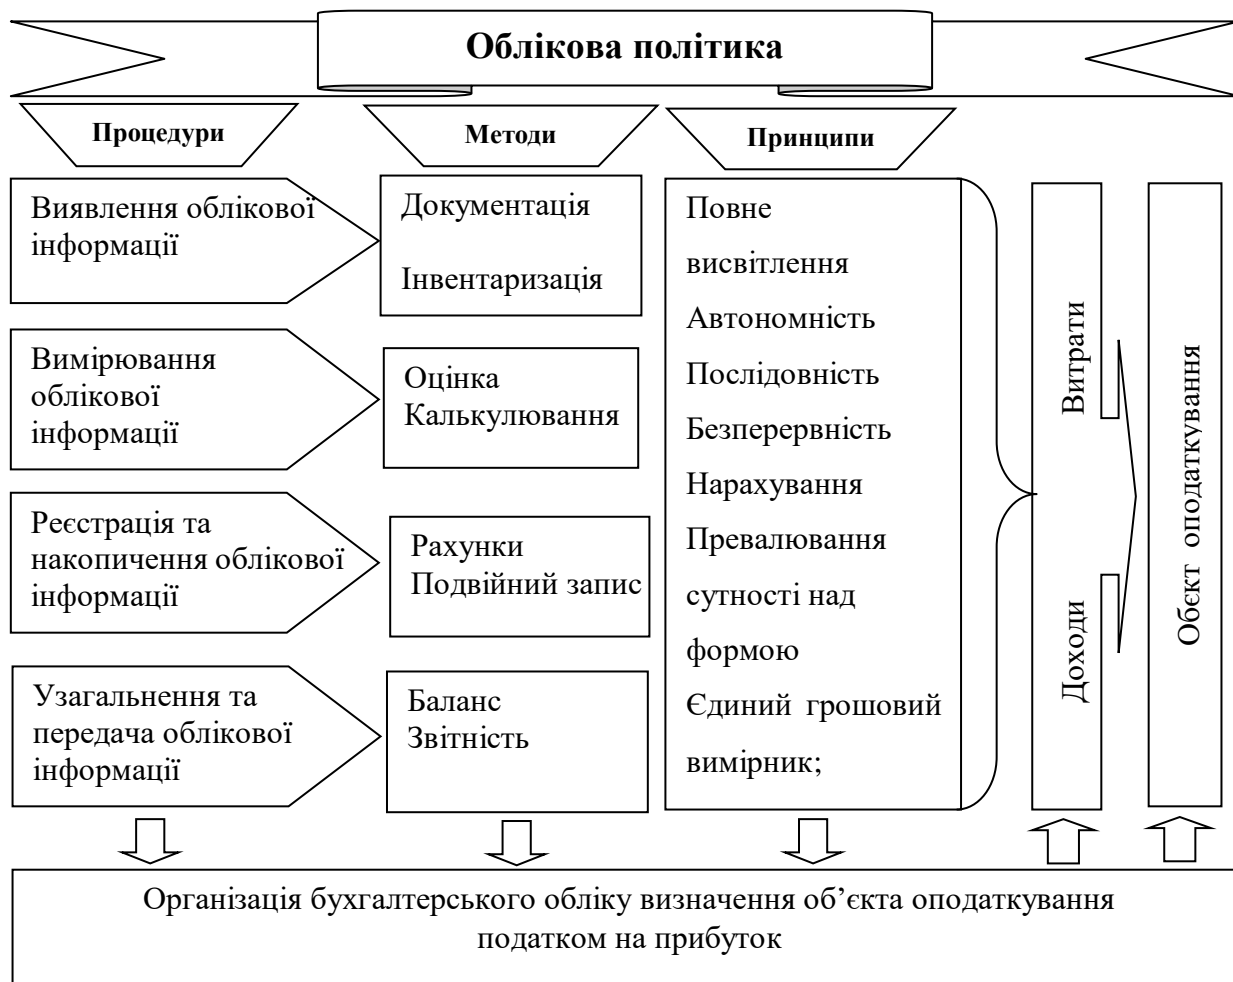 Облікова політика
Процедури
Методи
Принципи
Виявлення облікової
інформації
Документація
Інвентаризація
Вимірювання
облікової
інформації
Оцінка
Калькулювання
Реєстрація та
накопичення облікової
інформації
Рахунки
Подвійний запис
Узагальнення та
передача облікової
інформації
Баланс
Звітність
Повне
висвітлення
Автономність
Послідовність
Безперервність
Нарахування
Превалювання
сутності над
формою
Єдиний грошовий
вимірник;
Доходи Витрати
Обєкт оподаткування
Організація бухгалтерського обліку визначення об’єкта оподаткування
податком на прибуток